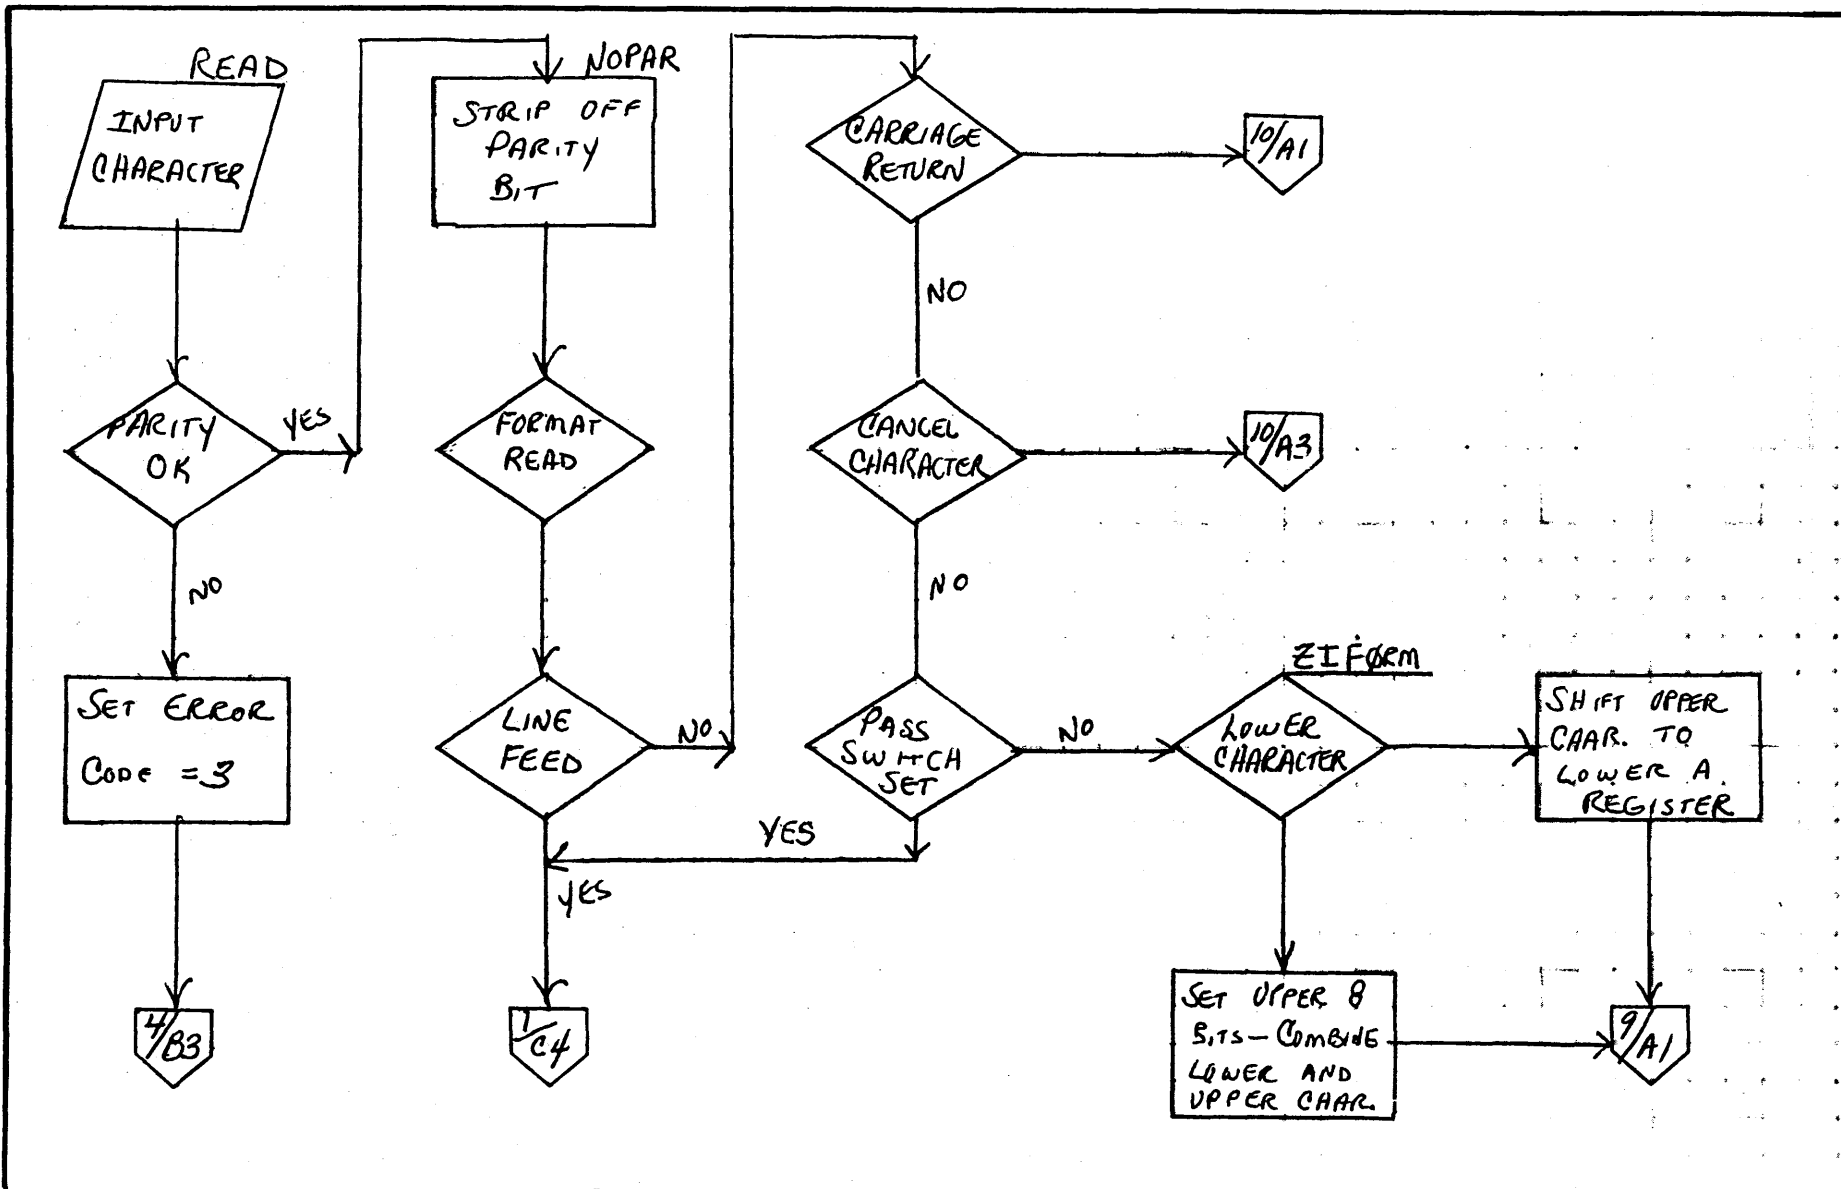 READ
INPUT
CHARACTER
PARITY
OK
YES
NO
SET ERROR
CODE = 3
4/B3
NOPAR
STRIP OFF
PARITY
BIT
FORMAT
READ
LINE
FEED
NO
YES
1/C4
CARRIAGE
RETURN
10/A1
NO
CANCEL
CHARACTER
10/A3
NO
PASS
SWITCH
SET
NO
YES
ZIFØRM
LOWER
CHARACTER
SHIFT UPPER
CHAR. TO
LOWER A
REGISTER
SET UPPER 8
BITS - COMBINE
LOWER AND
UPPER CHAR.
9/A1